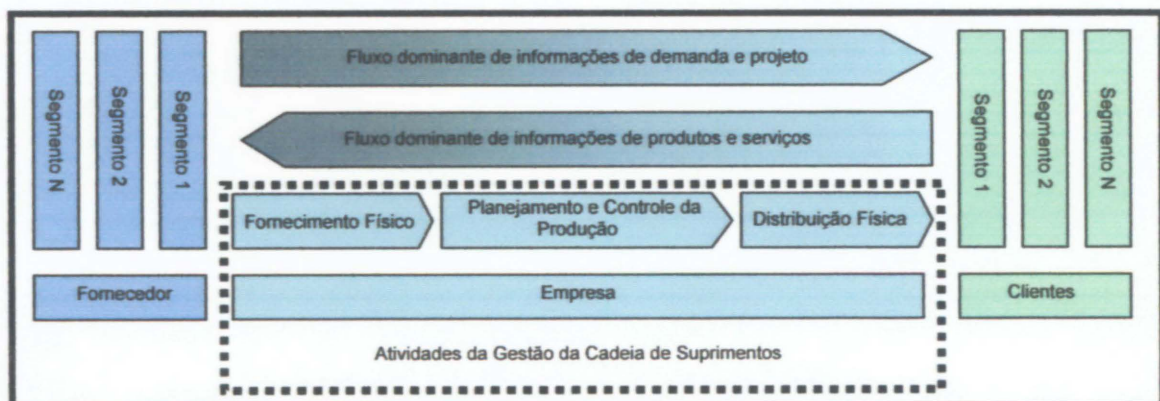 Segmento N
Segmento 2
Segmento 1
Fluxo dominante de informações de demanda e projeto
Fluxo dominante de informações de produtos e serviços
Fornecimento Físico
Planejamento e Controle da
Produção
Distribuição Física
Segmento 1
Segmento 2
Segmento N
Fornecedor
Empresa
Clientes
Atividades da Gestão da Cadeia de Suprimentos